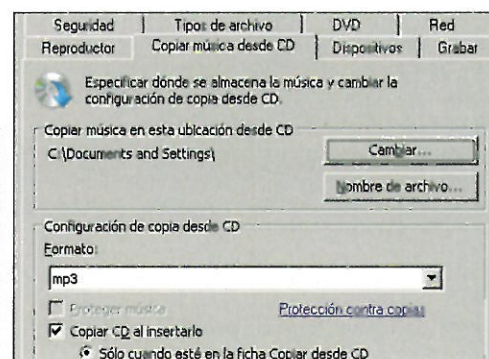 Seguridad Tipos de archivo DVD Red
Reproductor Copiar música desde CD Dispositivos Grabar
Especificar dónde se almacena la música y cambiar la
configuración de copia desde CD.
Copiar música en esta ubicación desde CD
C:\Documents and Settings\
Cambiar...
Nombre de archivo...
Configuración de copia desde CD
Formato:
mp3
Proteger música Protección contra copias
Copiar CD al insertarlo
Sólo cuando esté en la ficha Copiar desde CD